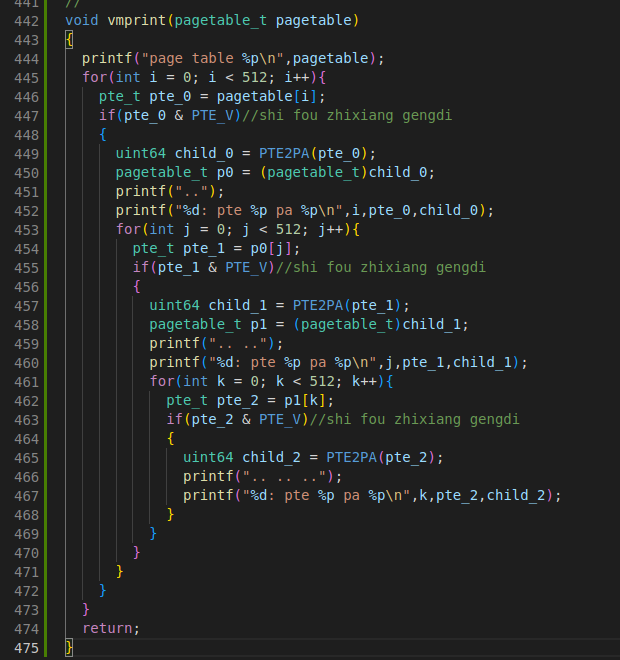 441 //
442 void vmprint(pagetable_t pagetable)
443 {
444   printf("page table %p\n",pagetable);
445   for(int i = 0; i < 512; i++){
446     pte_t pte_0 = pagetable[i];
447     if(pte_0 & PTE_V)//shi fou zhixiang gengdi
448     {
449       uint64 child_0 = PTE2PA(pte_0);
450       pagetable_t p0 = (pagetable_t)child_0;
451       printf("..");
452       printf("%d: pte %p pa %p\n",i,pte_0,child_0);
453       for(int j = 0; j < 512; j++){
454         pte_t pte_1 = p0[j];
455         if(pte_1 & PTE_V)//shi fou zhixiang gengdi
456         {
457           uint64 child_1 = PTE2PA(pte_1);
458           pagetable_t p1 = (pagetable_t)child_1;
459           printf(".. ..");
460           printf("%d: pte %p pa %p\n",j,pte_1,child_1);
461           for(int k = 0; k < 512; k++){
462             pte_t pte_2 = p1[k];
463             if(pte_2 & PTE_V)//shi fou zhixiang gengdi
464             {
465               uint64 child_2 = PTE2PA(pte_2);
466               printf(".. .. ..");
467               printf("%d: pte %p pa %p\n",k,pte_2,child_2);
468             }
469           }
470         }
471       }
472     }
473   }
474   return;
475 }